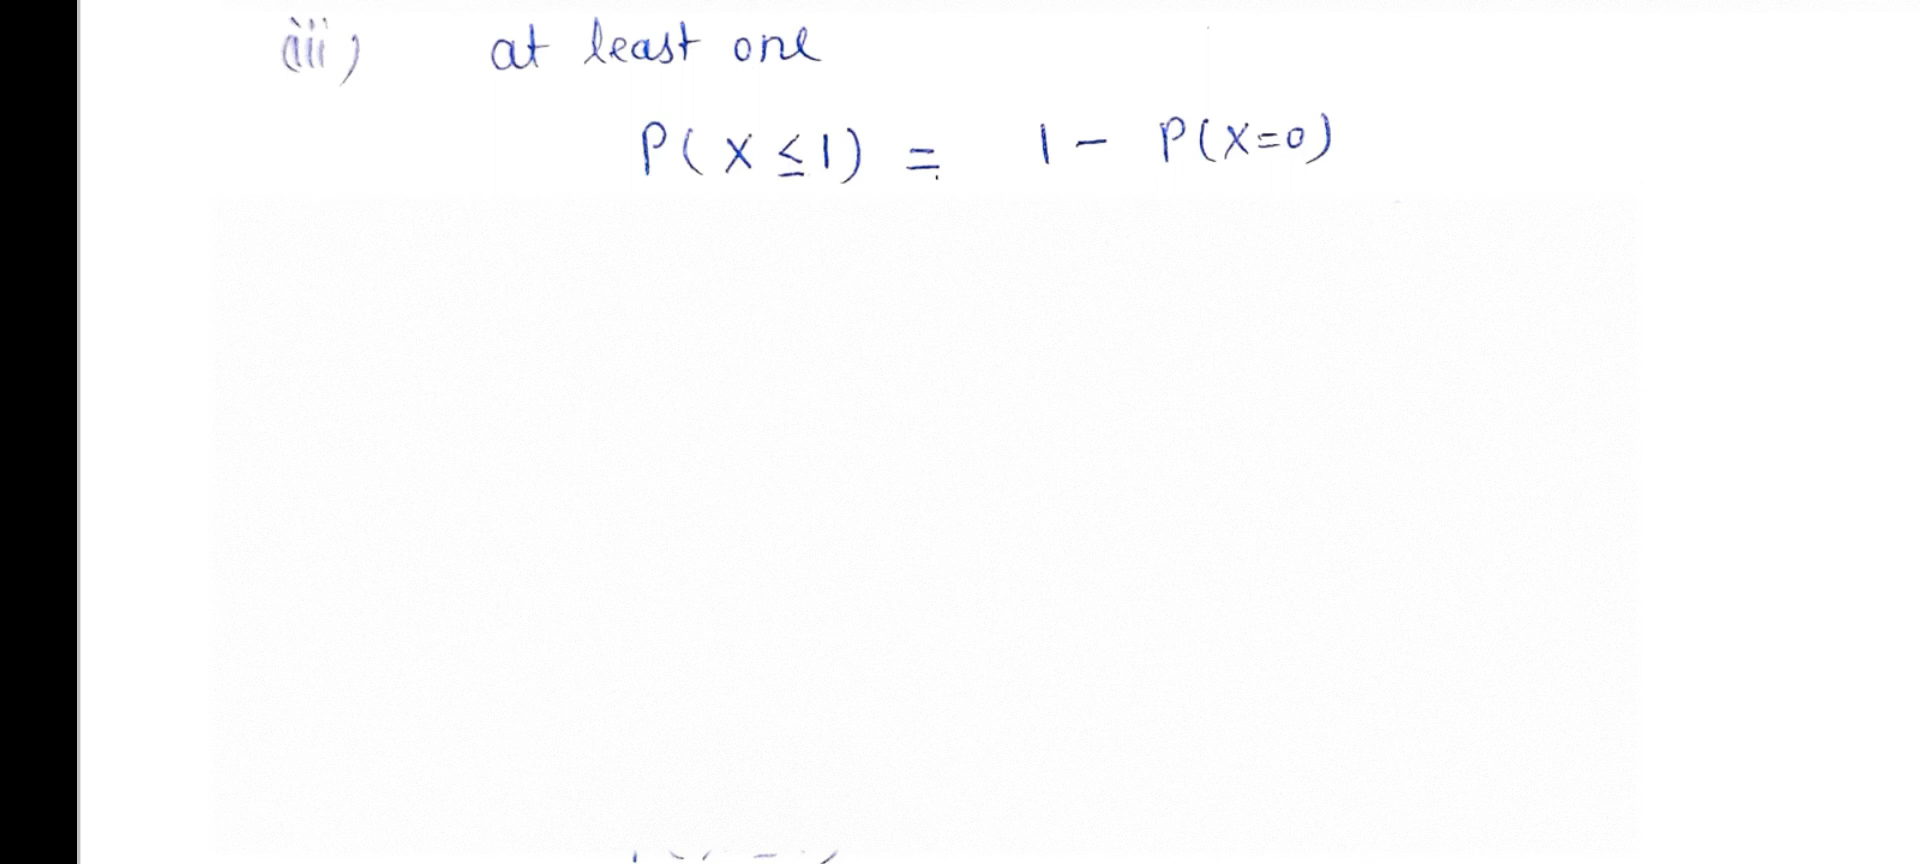 (iii) at least one
P(X ≤ 1) = 1 - P(X=0)